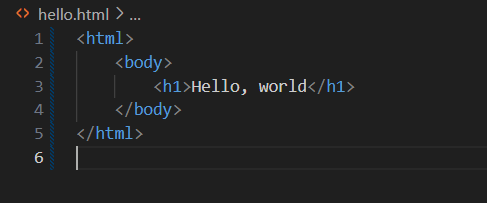 <> hello.html > ...
1 <html>
2     <body>
3         <h1>Hello, world</h1>
4     </body>
5 </html>
6